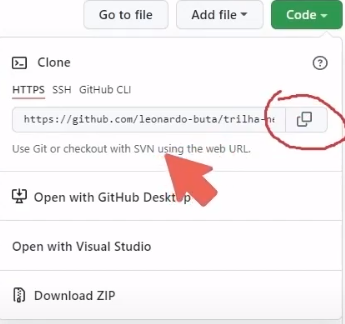 Go to file Add file Code
Clone
HTTPS SSH GitHub CLI
https://github.com/leonardo-buta/trilha-ne
Use Git or checkout with SVN using the web URL.
Open with GitHub Desktop
Open with Visual Studio
Download ZIP